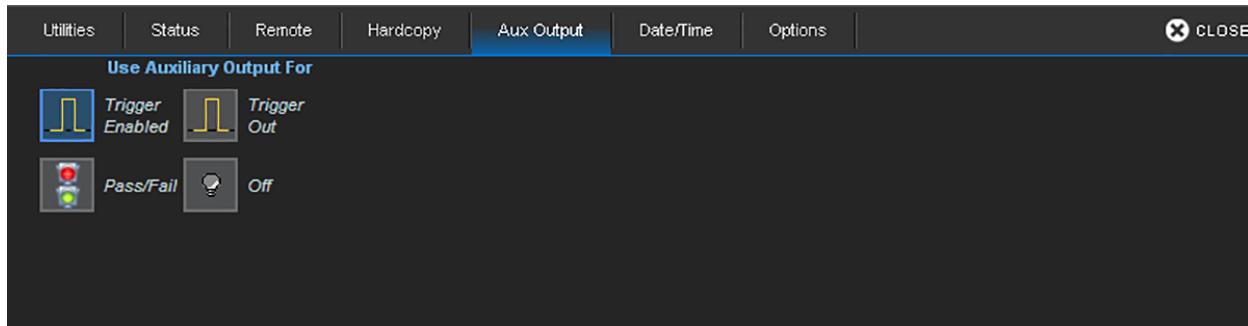 Utilities Status Remote Hardcopy Aux Output Date/Time Options CLOSE
Use Auxiliary Output For
Trigger Enabled
Trigger Out
Pass/Fail
Off